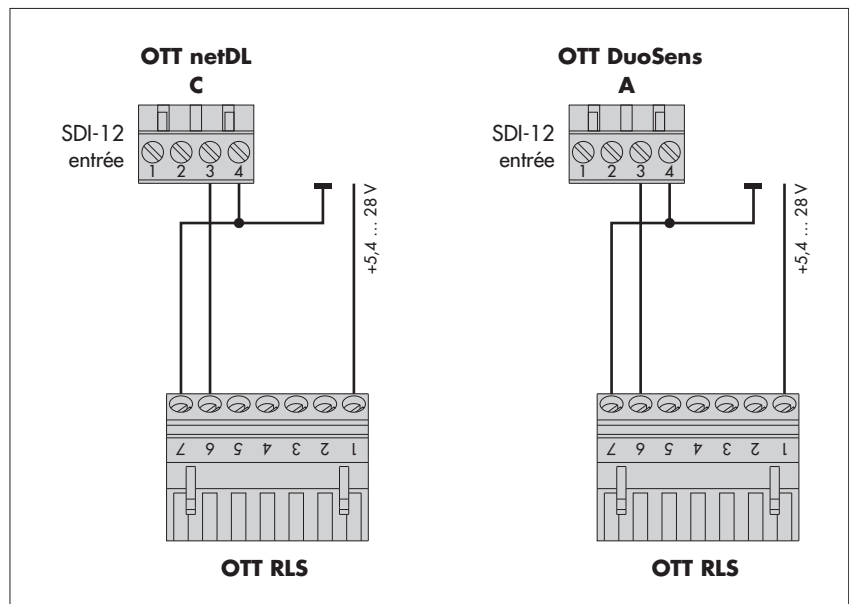 OTT netDL
C
SDI-12
entrée
1 2 3 4
+5,4 ... 28 V
7 6 5 4 3 2 1
OTT RLS
OTT DuoSens
A
SDI-12
entrée
1 2 3 4
+5,4 ... 28 V
7 6 5 4 3 2 1
OTT RLS